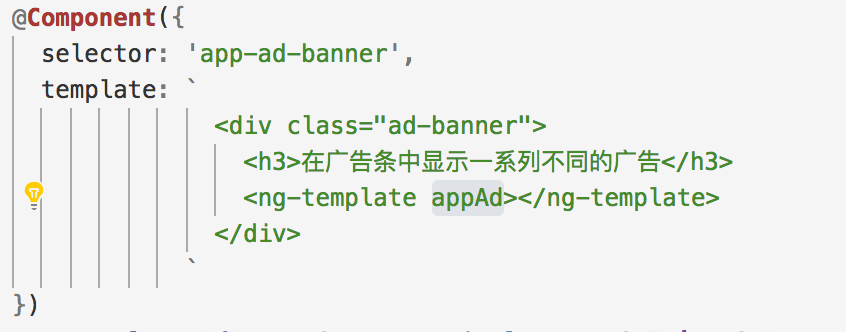 @Component({
selector: 'app-ad-banner',
template: `
<div class="ad-banner">
<h3>在广告条中显示一系列不同的广告</h3>
<ng-template appAd></ng-template>
</div>
`
})